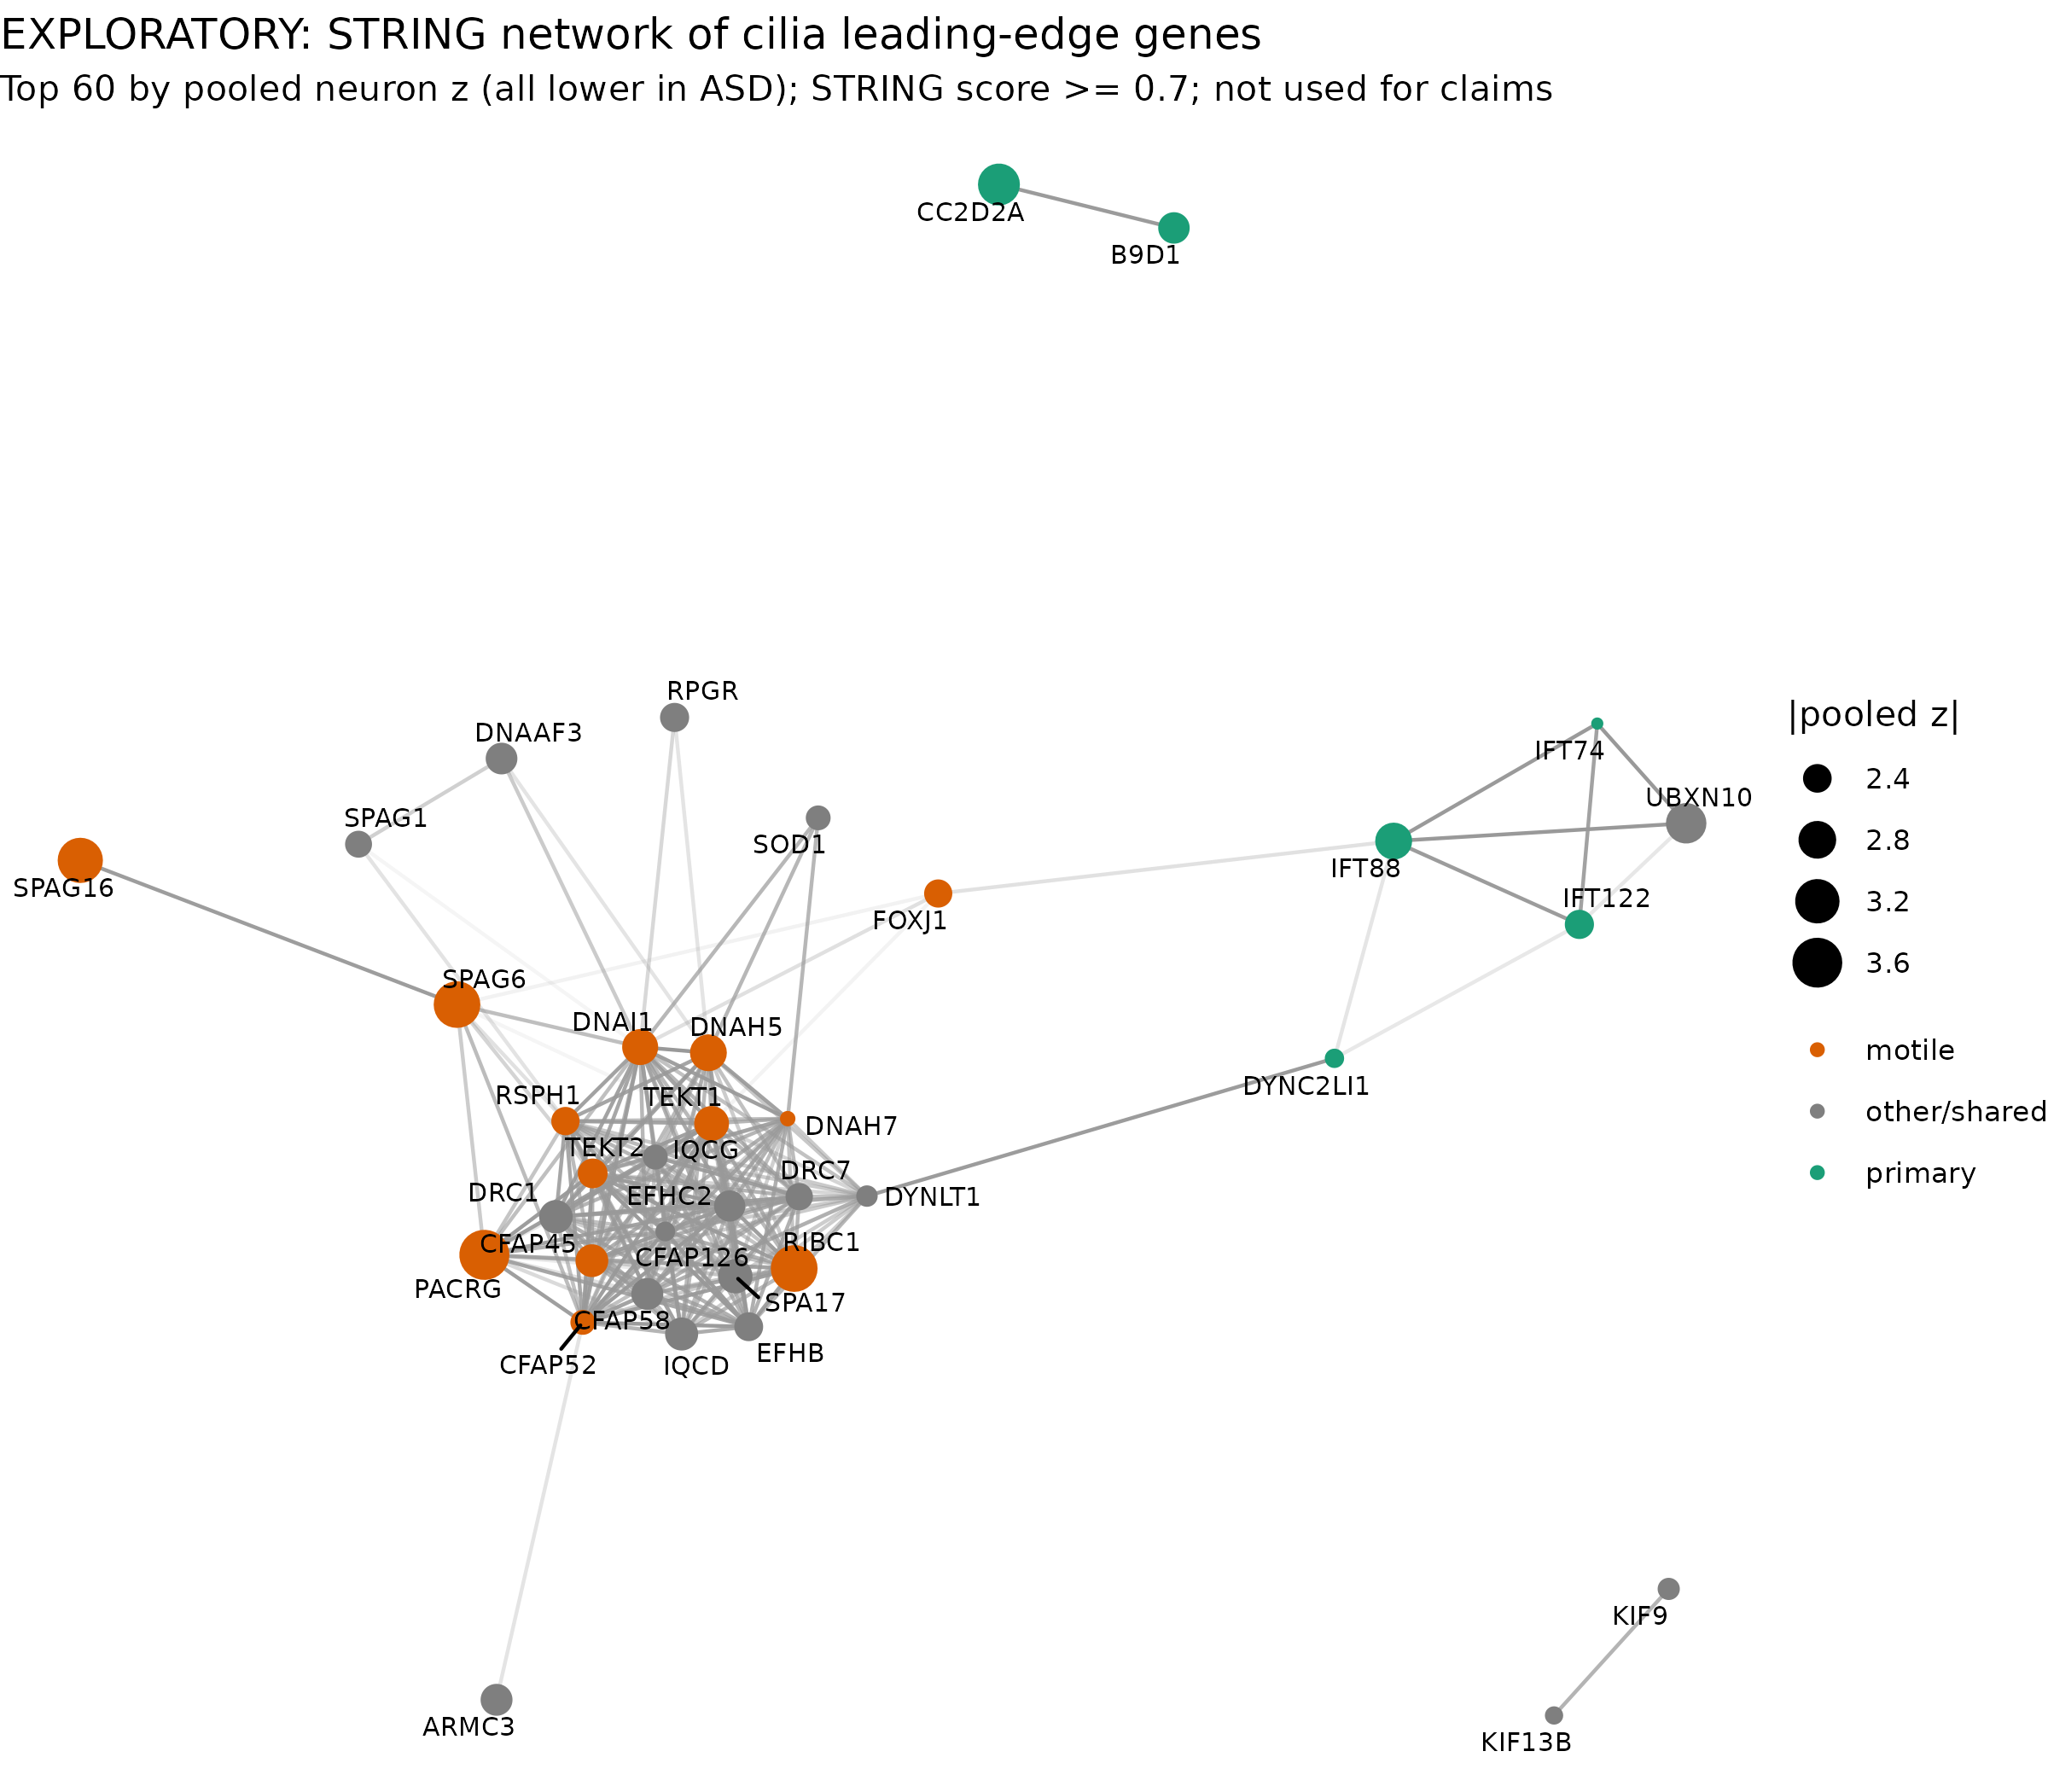 EXPLORATORY: STRING network of cilia leading-edge genes
Top 60 by pooled neuron z (all lower in ASD); STRING score >= 0.7; not used for claims
CC2D2A
B9D1
RPGR
DNAAF3
SPAG1
SOD1
SPAG16
FOXJ1
IFT74
UBXN10
IFT88
IFT122
SPAG6
DNAI1
DNAH5
DYNC2LI1
RSPH1
TEKT1
DNAH7
TEKT2
IQCG
DRC7
DRC1
EFHC2
DYNLT1
CFAP45
CFAP126
RIBC1
PACRG
SPA17
CFAP58
CFAP52
IQCD
EFHB
ARMC3
KIF9
KIF13B
|pooled z|
2.4
2.8
3.2
3.6
motile
other/shared
primary